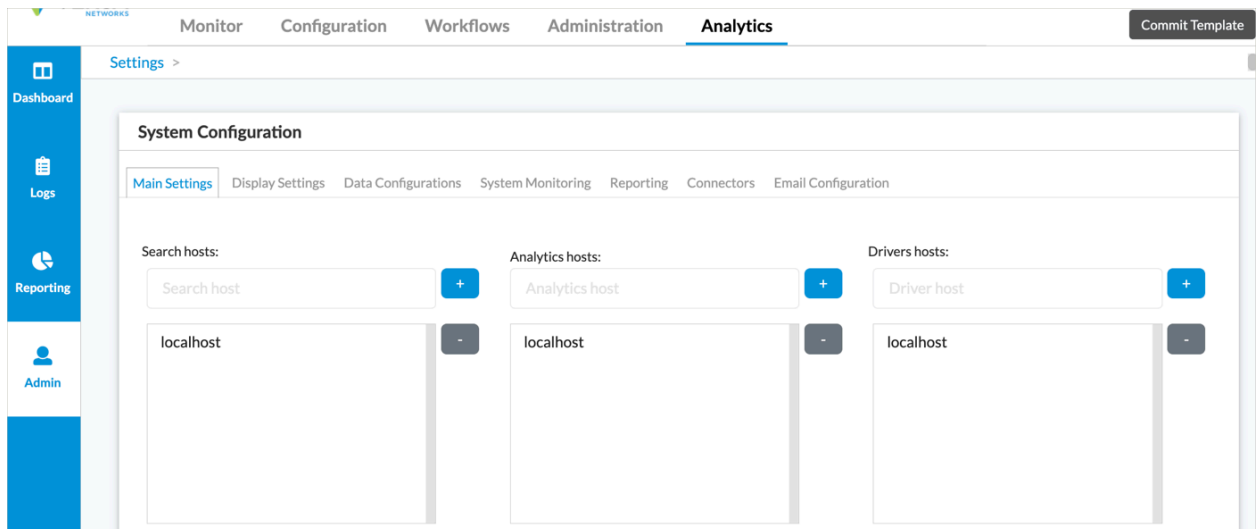 NETWORKS
Monitor Configuration Workflows Administration Analytics Commit Template
Settings >
Dashboard
System Configuration
Main Settings Display Settings Data Configurations System Monitoring Reporting Connectors Email Configuration
Logs
Search hosts: Analytics hosts: Drivers hosts:
Search host + Analytics host + Driver host +
Reporting
localhost - localhost - localhost -
Admin